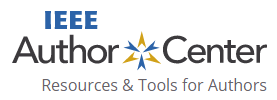 IEEE
Author Center
Resources & Tools for Authors